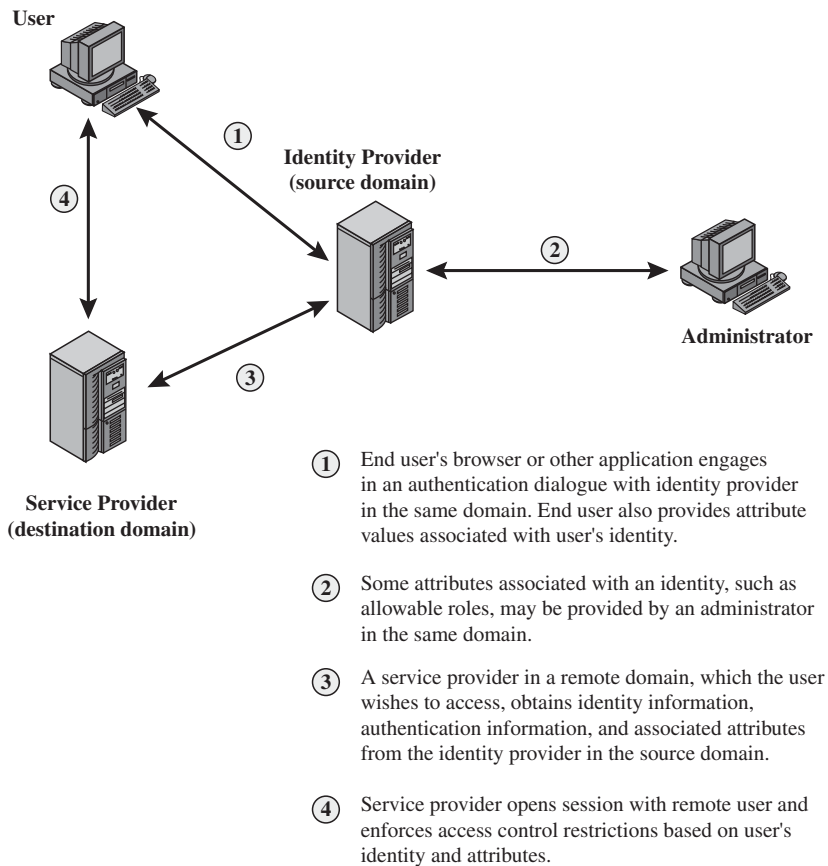 User
①
Identity Provider
(source domain)
④
②
Administrator
③
Service Provider
(destination domain)
① End user's browser or other application engages
in an authentication dialogue with identity provider
in the same domain. End user also provides attribute
values associated with user's identity.
② Some attributes associated with an identity, such as
allowable roles, may be provided by an administrator
in the same domain.
③ A service provider in a remote domain, which the user
wishes to access, obtains identity information,
authentication information, and associated attributes
from the identity provider in the source domain.
④ Service provider opens session with remote user and
enforces access control restrictions based on user's
identity and attributes.